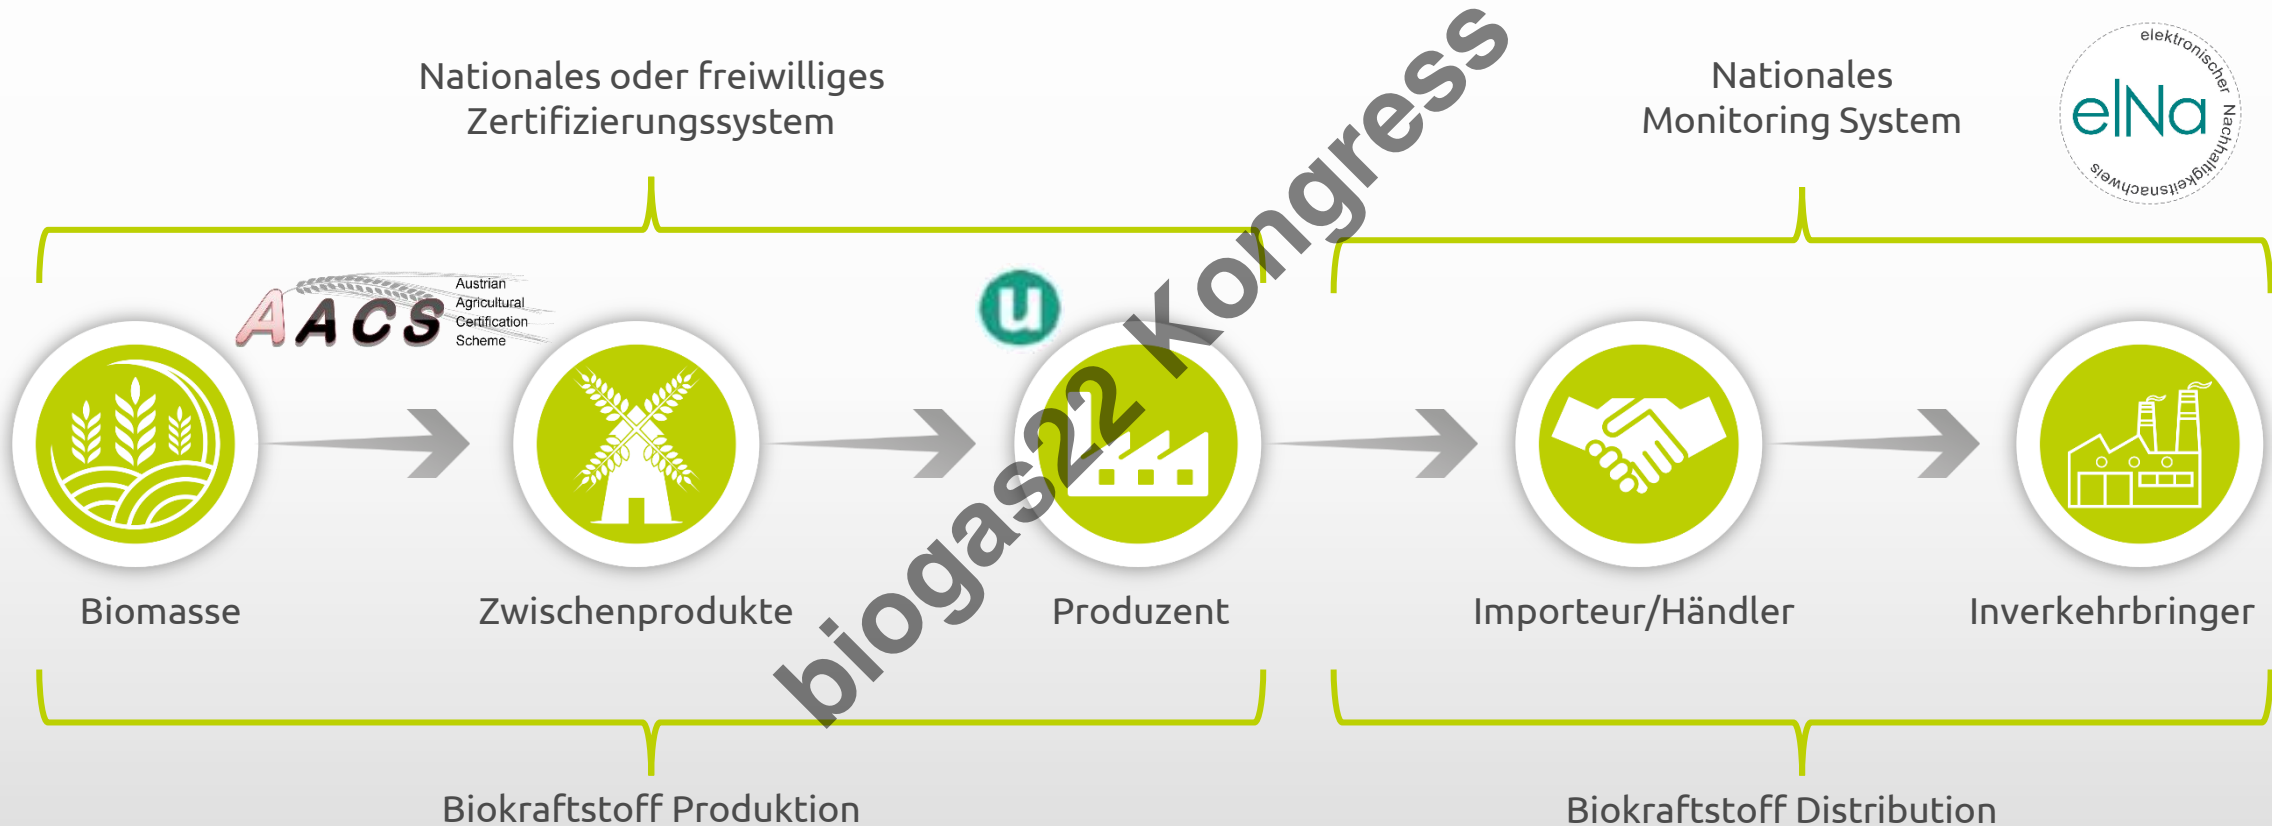 Nationales oder freiwilliges
Zertifizierungssystem
Nationales
Monitoring System
elektronischer Nachhaltigkeitsnachweis
elNa
AACS
Austrian
Agricultural
Certification
Scheme
u
Biomasse
Zwischenprodukte
Produzent
Importeur/Händler
Inverkehrbringer
Biokraftstoff Produktion
Biokraftstoff Distribution
biogas22 Kongress